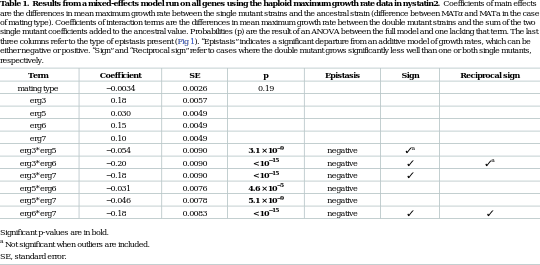 Table 1. Results from a mixed-effects model run on all genes using the haploid maximum growth rate data in nystatin2. Coefficients of main effects
are the differences in mean maximum growth rate between the single mutant strains and the ancestral strain (difference between MATα and MATa in the case
of mating type). Coefficients of interaction terms are the differences in mean maximum growth rate between the double mutant strains and the sum of the two
single mutant coefficients added to the ancestral value. Probabilities (p) are the result of an ANOVA between the full model and one lacking that term. The last
three columns refer to the type of epistasis present (Fig 1). "Epistasis" indicates a significant departure from an additive model of growth rates, which can be
either negative or positive. "Sign" and "Reciprocal sign" refer to cases where the double mutant grows significantly less well than one or both single mutants,
respectively.
Term Coefficient SE p Epistasis Sign Reciprocal sign
mating type −0.0034 0.0026 0.19
erg3 0.18 0.0057
erg5 0.030 0.0049
erg6 0.15 0.0049
erg7 0.10 0.0049
erg3*erg5 −0.054 0.0090 3.1×10⁻⁹ negative ✓ᵃ
erg3*erg6 −0.20 0.0090 <10⁻¹⁵ negative ✓ ✓ᵃ
erg3*erg7 −0.18 0.0090 <10⁻¹⁵ negative ✓
erg5*erg6 −0.031 0.0076 4.6×10⁻⁵ negative
erg5*erg7 −0.046 0.0078 5.1×10⁻⁹ negative
erg6*erg7 −0.18 0.0083 <10⁻¹⁵ negative ✓ ✓
Significant p-values are in bold.
ᵃ Not significant when outliers are included.
SE, standard error.